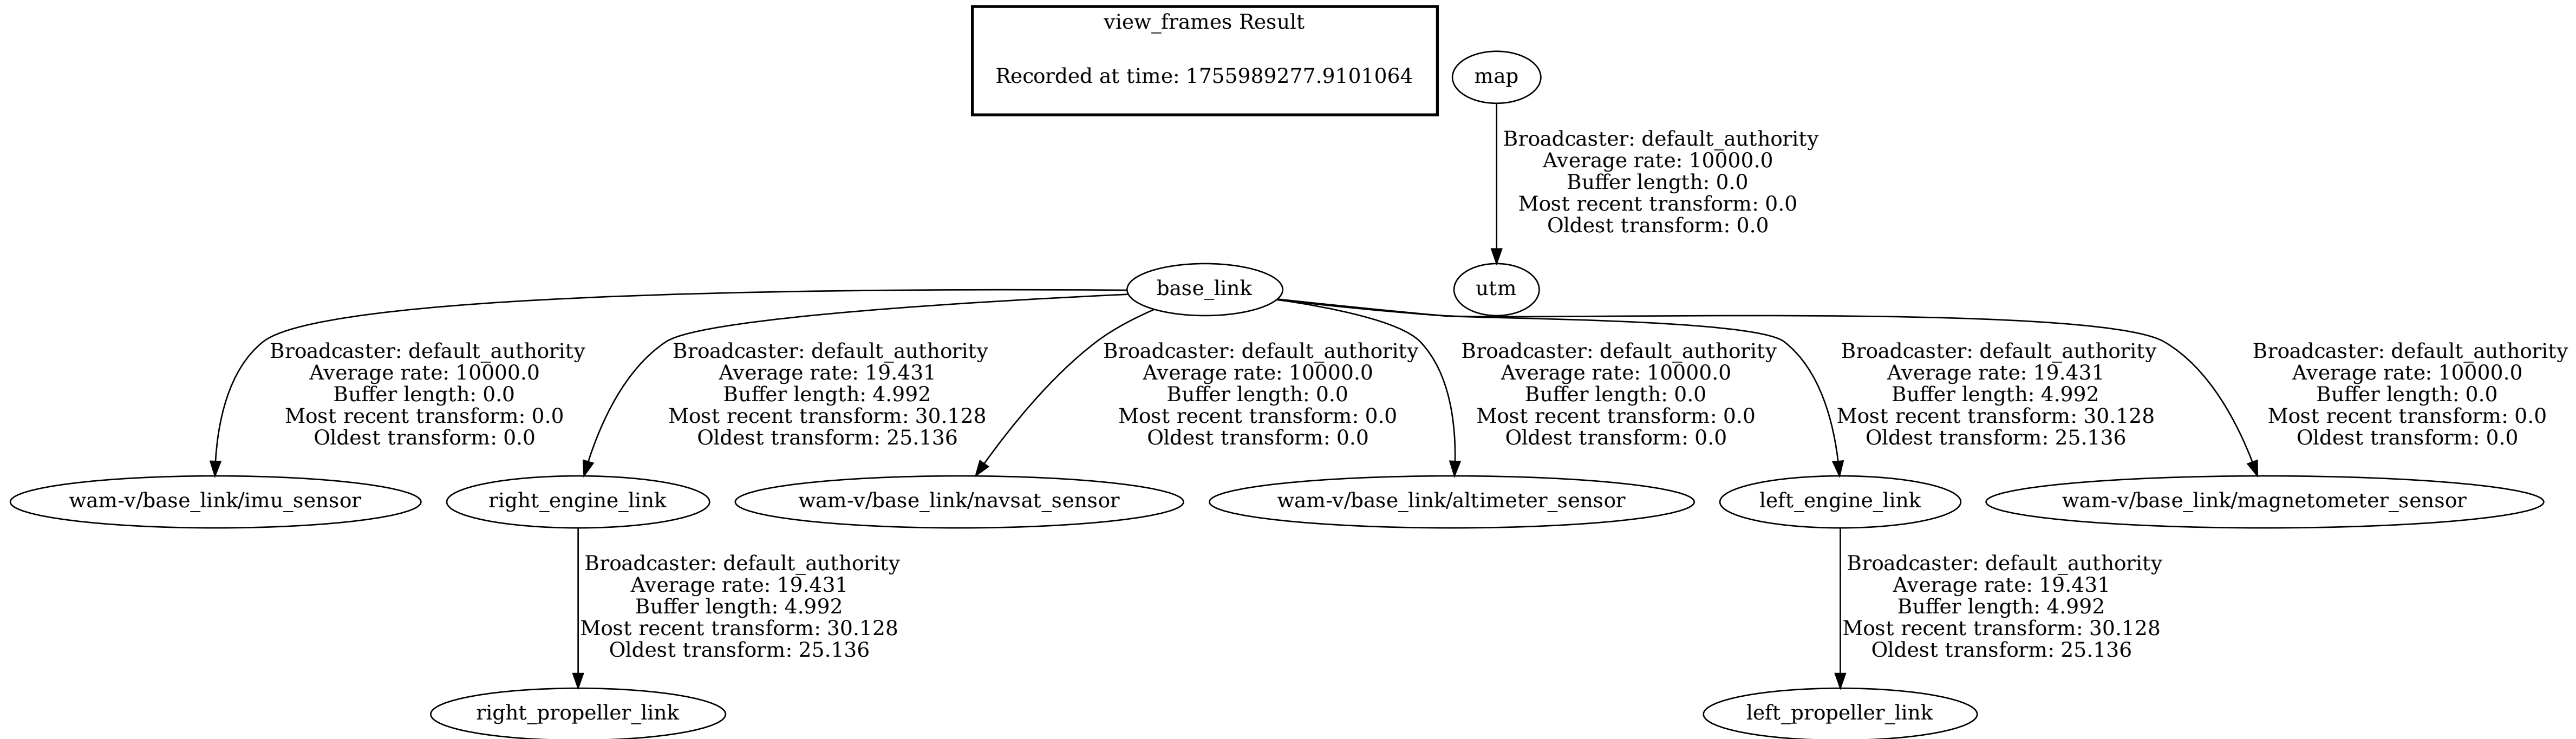 view_frames Result
Recorded at time: 1755989277.9101064
map
Broadcaster: default_authority
Average rate: 10000.0
Buffer length: 0.0
Most recent transform: 0.0
Oldest transform: 0.0
base_link
utm
Broadcaster: default_authority
Average rate: 10000.0
Buffer length: 0.0
Most recent transform: 0.0
Oldest transform: 0.0
Broadcaster: default_authority
Average rate: 19.431
Buffer length: 4.992
Most recent transform: 30.128
Oldest transform: 25.136
Broadcaster: default_authority
Average rate: 10000.0
Buffer length: 0.0
Most recent transform: 0.0
Oldest transform: 0.0
Broadcaster: default_authority
Average rate: 10000.0
Buffer length: 0.0
Most recent transform: 0.0
Oldest transform: 0.0
Broadcaster: default_authority
Average rate: 19.431
Buffer length: 4.992
Most recent transform: 30.128
Oldest transform: 25.136
Broadcaster: default_authority
Average rate: 10000.0
Buffer length: 0.0
Most recent transform: 0.0
Oldest transform: 0.0
wam-v/base_link/imu_sensor
right_engine_link
wam-v/base_link/navsat_sensor
wam-v/base_link/altimeter_sensor
left_engine_link
wam-v/base_link/magnetometer_sensor
Broadcaster: default_authority
Average rate: 19.431
Buffer length: 4.992
Most recent transform: 30.128
Oldest transform: 25.136
Broadcaster: default_authority
Average rate: 19.431
Buffer length: 4.992
Most recent transform: 30.128
Oldest transform: 25.136
right_propeller_link
left_propeller_link